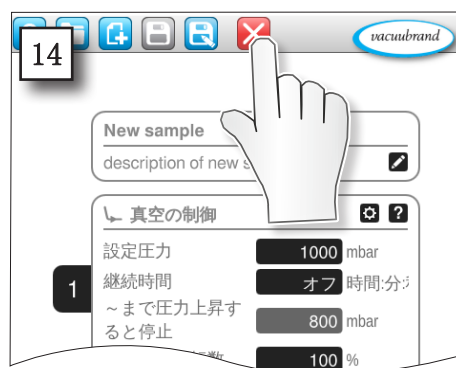 14
vacuubrand
New sample
description of new s
真空の制御
?
設定圧力 1000 mbar
1
継続時間 オフ 時間:分:
～まで圧力上昇す
ると停止 800 mbar
100 %